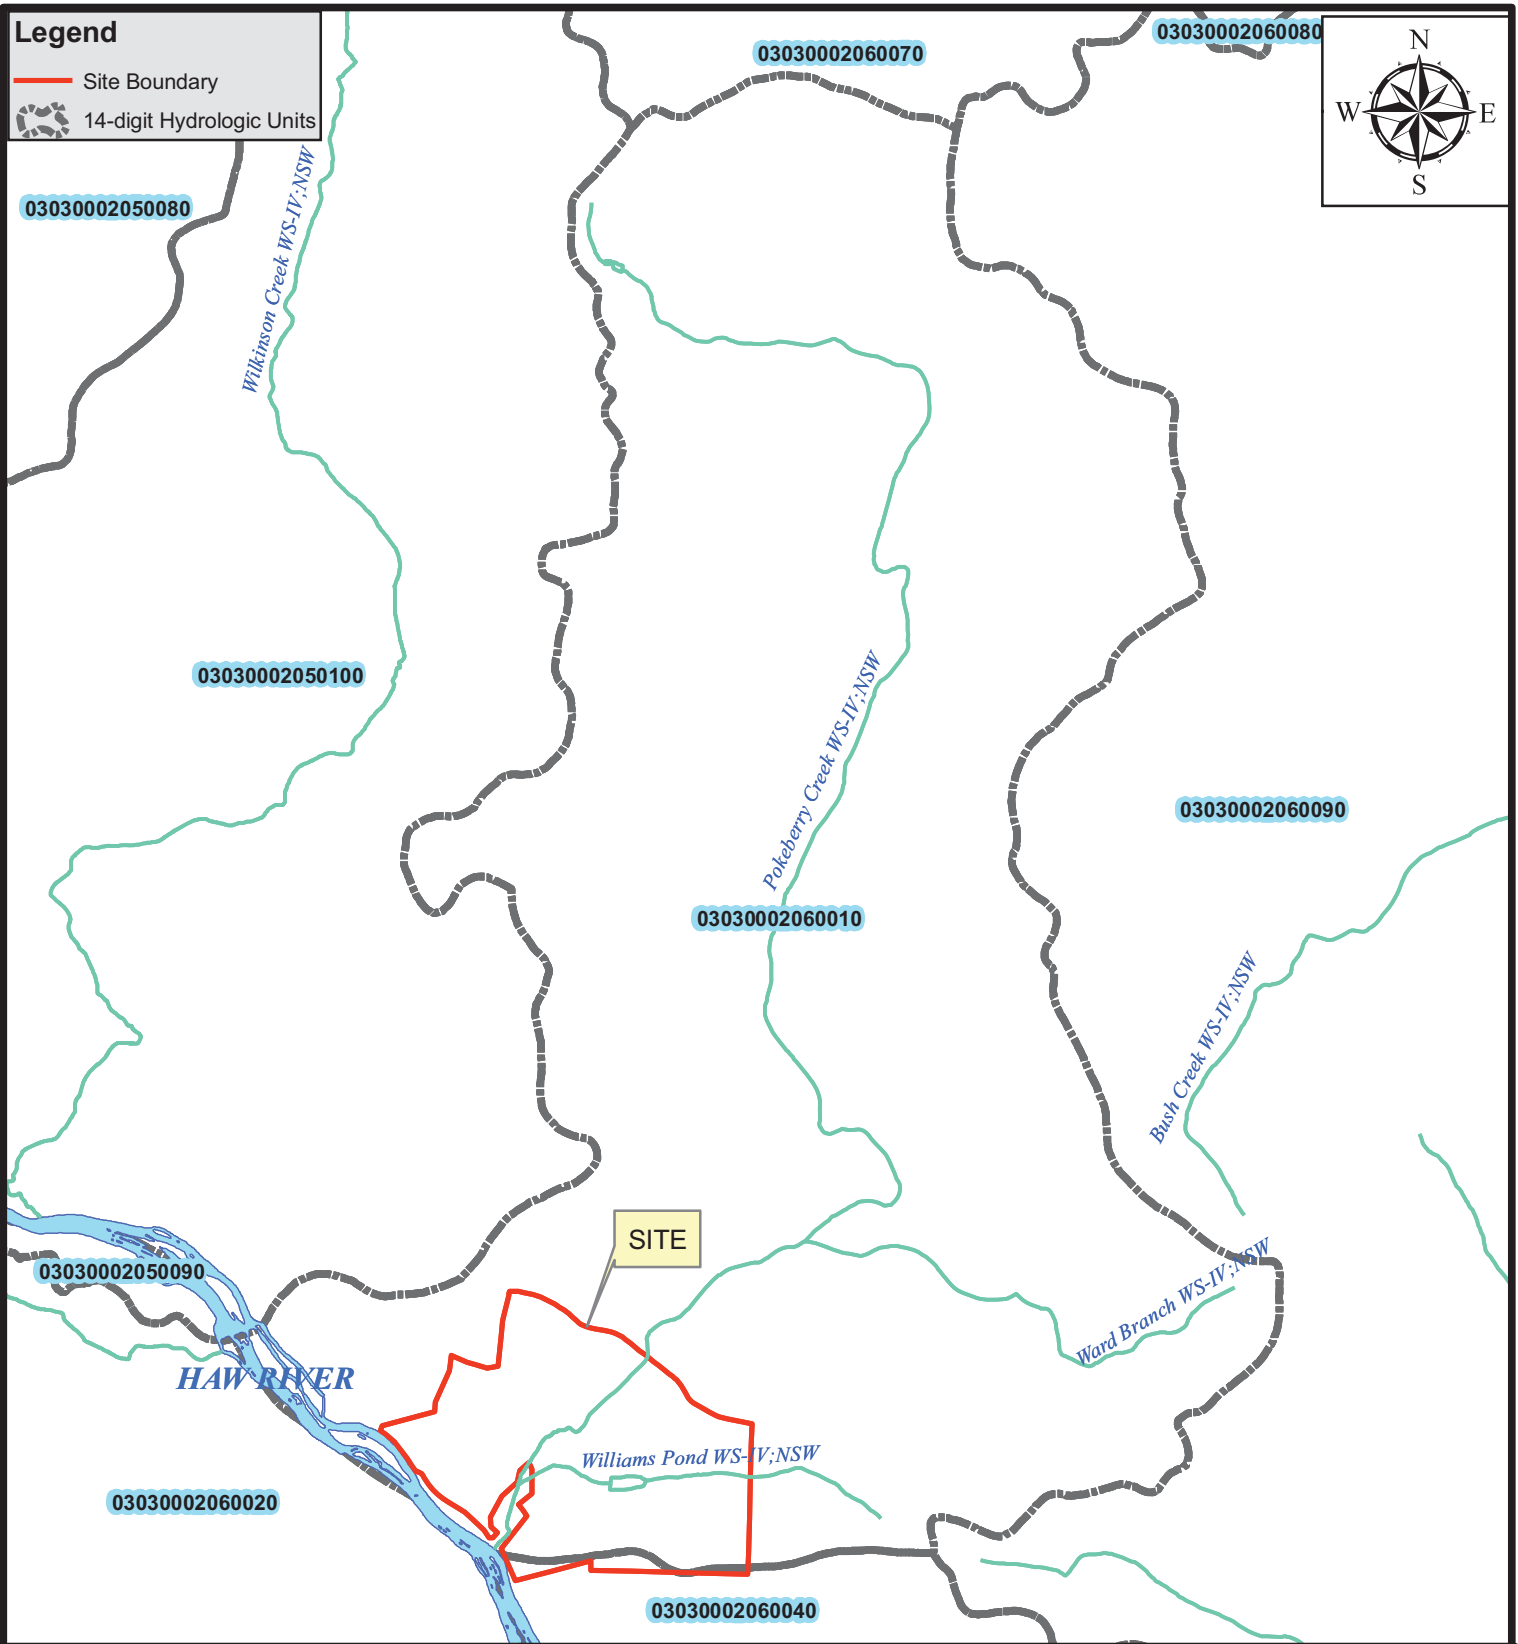 Legend
Site Boundary
14-digit Hydrologic Units
03030002060070
03030002060080
N
W
E
S
Wilkinson Creek WS-IV;NSW
03030002050080
03030002050100
Pokeberry Creek WS-IV;NSW
03030002060090
03030002060010
Bush Creek WS-IV;NSW
SITE
Ward Branch WS-IV;NSW
03030002050090
HAW RIVER
Williams Pond WS-IV;NSW
03030002060020
03030002060040